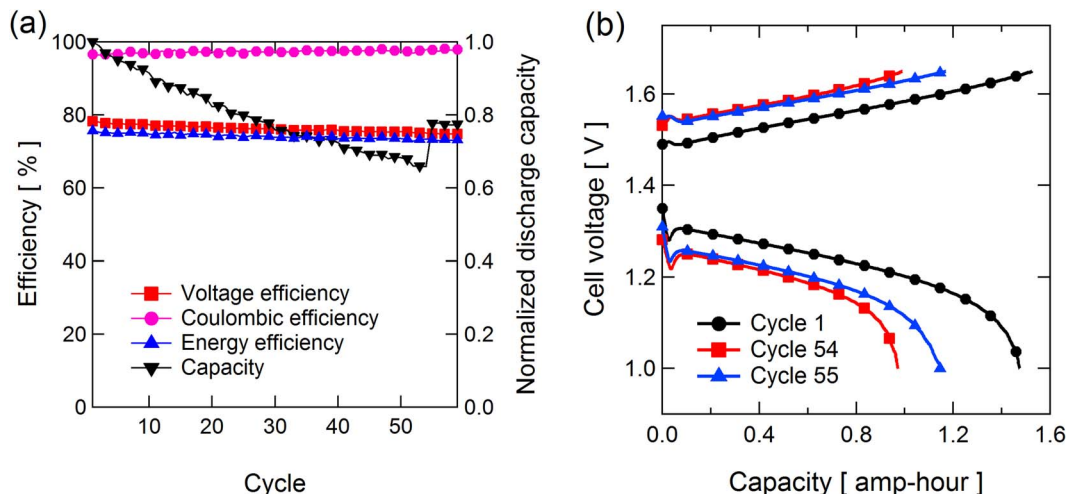 (a)
100
80
60
40
20
0
Efficiency [ % ]
1.0
0.8
0.6
0.4
0.2
0.0
Normalized discharge capacity
Voltage efficiency
Coulombic efficiency
Energy efficiency
Capacity
10 20 30 40 50
Cycle
(b)
1.6
1.4
1.2
1.0
Cell voltage [ V ]
Cycle 1
Cycle 54
Cycle 55
0.0 0.4 0.8 1.2 1.6
Capacity [ amp-hour ]